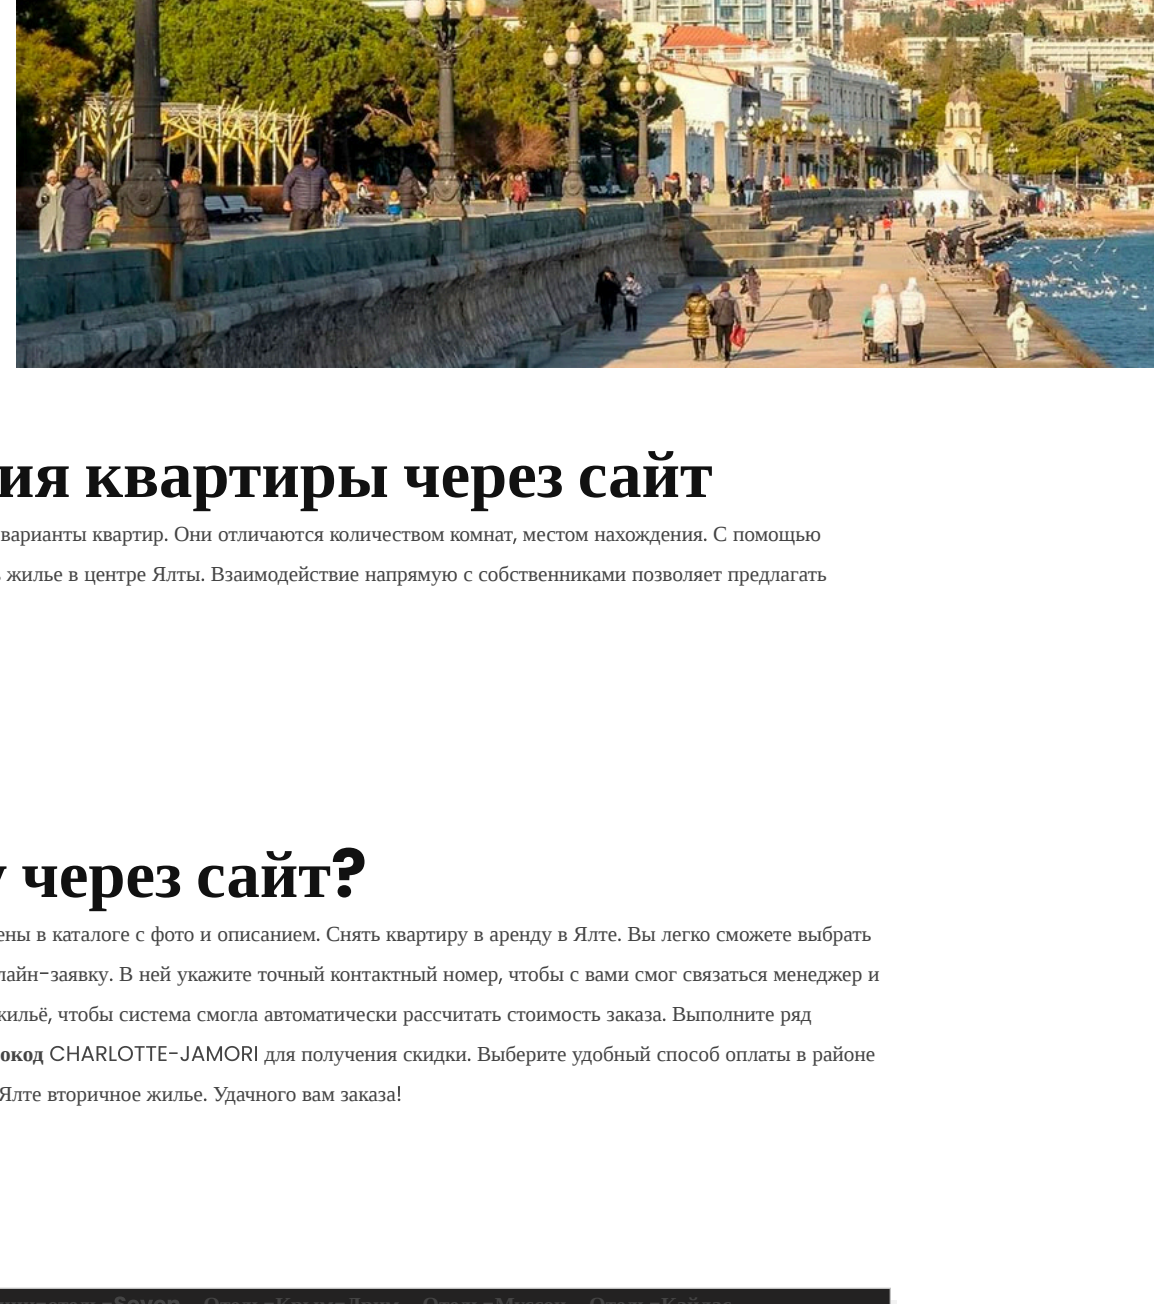 ия квартиры через сайт
варианты квартир. Они отличаются количеством комнат, местом нахождения. С помощью
жилье в центре Ялты. Взаимодействие напрямую с собственниками позволяет предлагать
через сайт?
ены в каталоге с фото и описанием. Снять квартиру в аренду в Ялте. Вы легко сможете выбрать
лайн-заявку. В ней укажите точный контактный номер, чтобы с вами смог связаться менеджер и
жильё, чтобы система смогла автоматически рассчитать стоимость заказа. Выполните ряд
окод CHARLOTTE-JAMORI для получения скидки. Выберите удобный способ оплаты в районе
Ялте вторичное жилье. Удачного вам заказа!